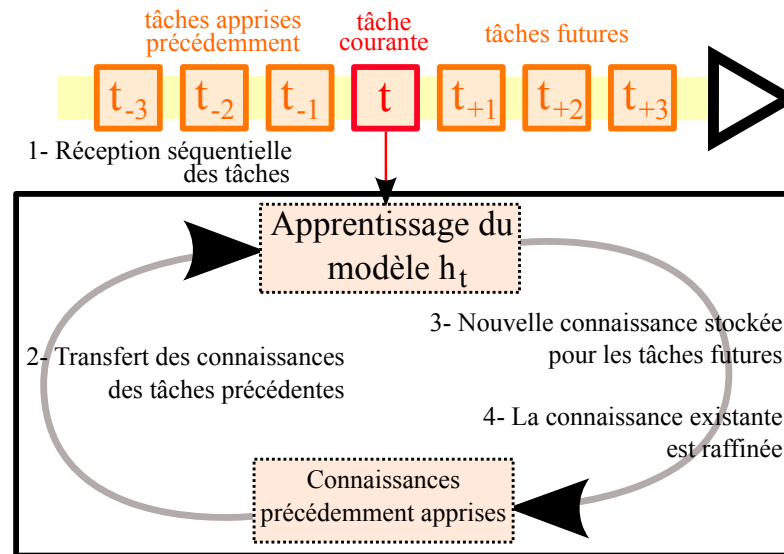 tâches apprises
précédemment
tâche
courante
tâches futures
t-3 t-2 t-1 t t+1 t+2 t+3
1- Réception séquentielle
des tâches
Apprentissage du
modèle ht
2- Transfert des connaissances
des tâches précédentes
3- Nouvelle connaissance stockée
pour les tâches futures
4- La connaissance existante
est raffinée
Connaissances
précédemment apprises